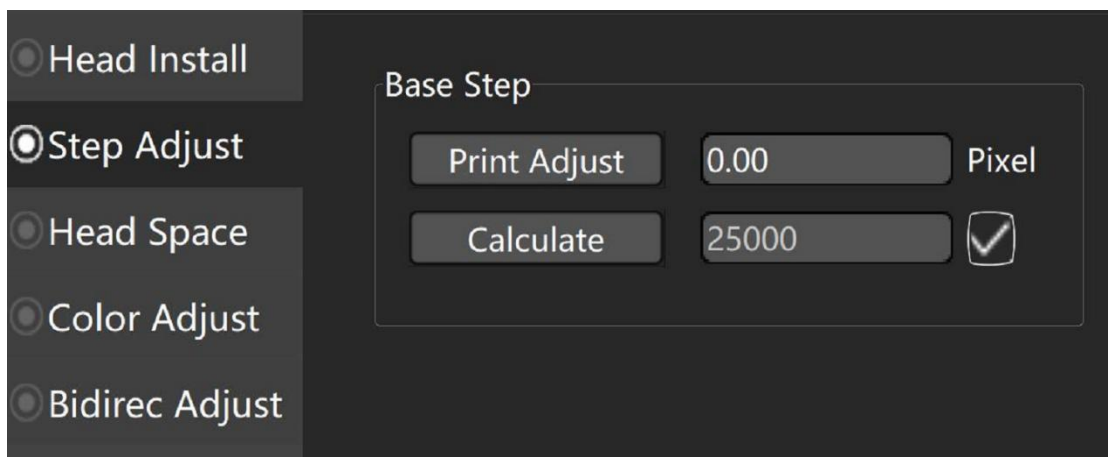 Head Install
Step Adjust
Head Space
Color Adjust
Bidirec Adjust
Base Step
Print Adjust 0.00 Pixel
Calculate 25000